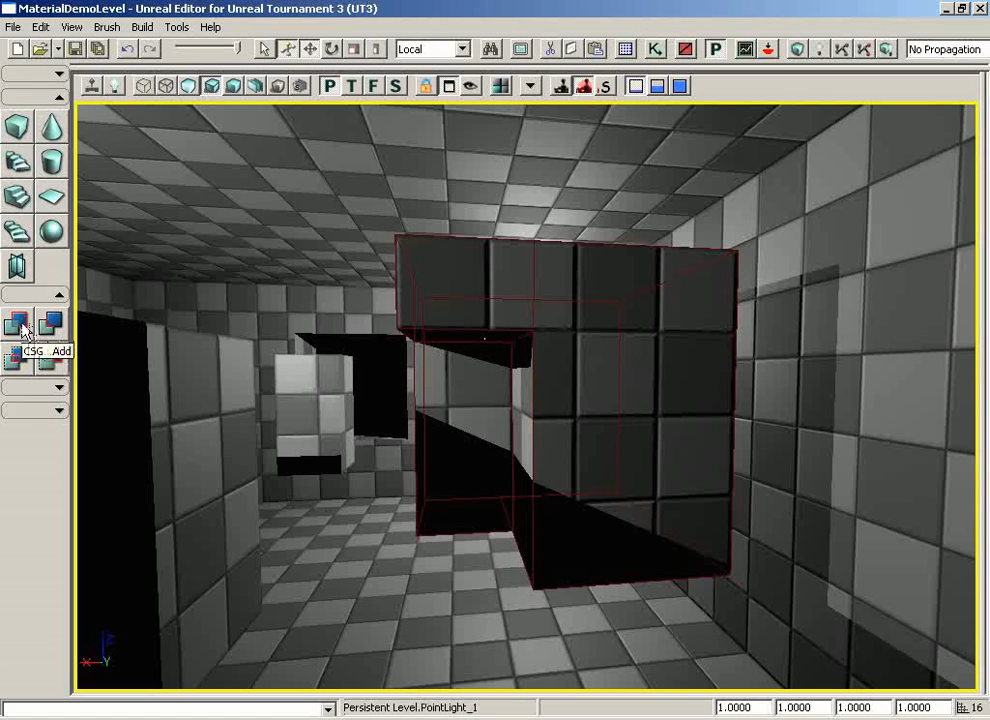 MaterialDemoLevel - Unreal Editor for Unreal Tournament 3 (UT3)
File Edit View Brush Build Tools Help
Local
P
No Propagation
P T F S
S
CSG : Add
X Y
Persistent Level.PointLight_1
1.0000 1.0000 1.0000 1.0000 16